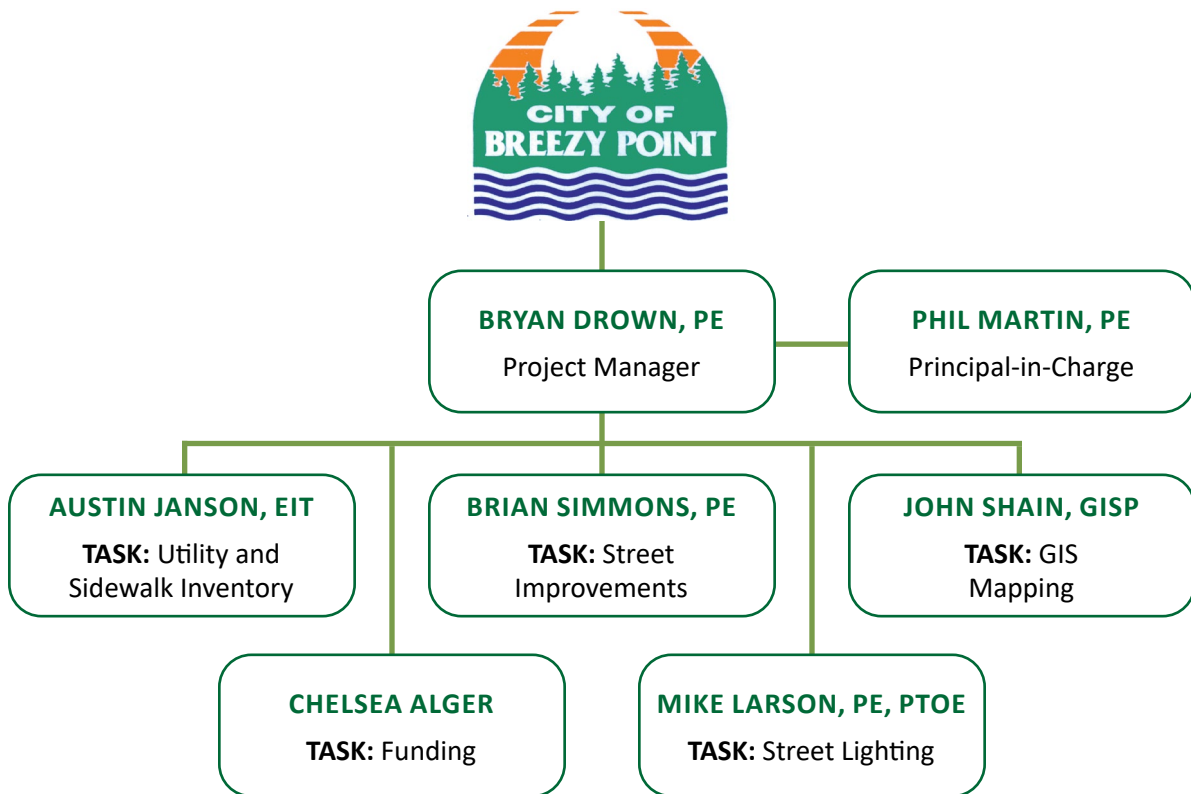 CITY OF
BREEZY POINT
BRYAN DROWN, PE
Project Manager
PHIL MARTIN, PE
Principal-in-Charge
AUSTIN JANSON, EIT
TASK: Utility and
Sidewalk Inventory
BRIAN SIMMONS, PE
TASK: Street
Improvements
JOHN SHAIN, GISP
TASK: GIS
Mapping
CHELSEA ALGER
TASK: Funding
MIKE LARSON, PE, PTOE
TASK: Street Lighting